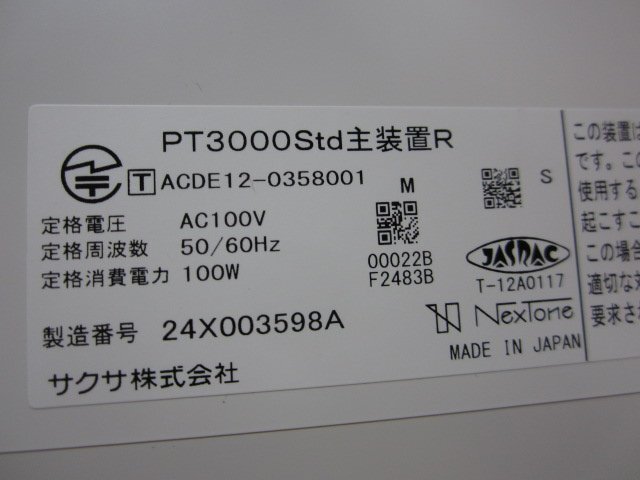 PT3000Std主装置R
T ACDE12-0358001
M
S
定格電圧 AC100V
定格周波数 50/60Hz
定格消費電力 100W
00022B
F2483B
JASRAC
T-12A0117
製造番号 24X003598A
NexTone
MADE IN JAPAN
サクサ株式会社
この装置は
です。この
使用する
起こすこ
この場合
適切な対
要求され